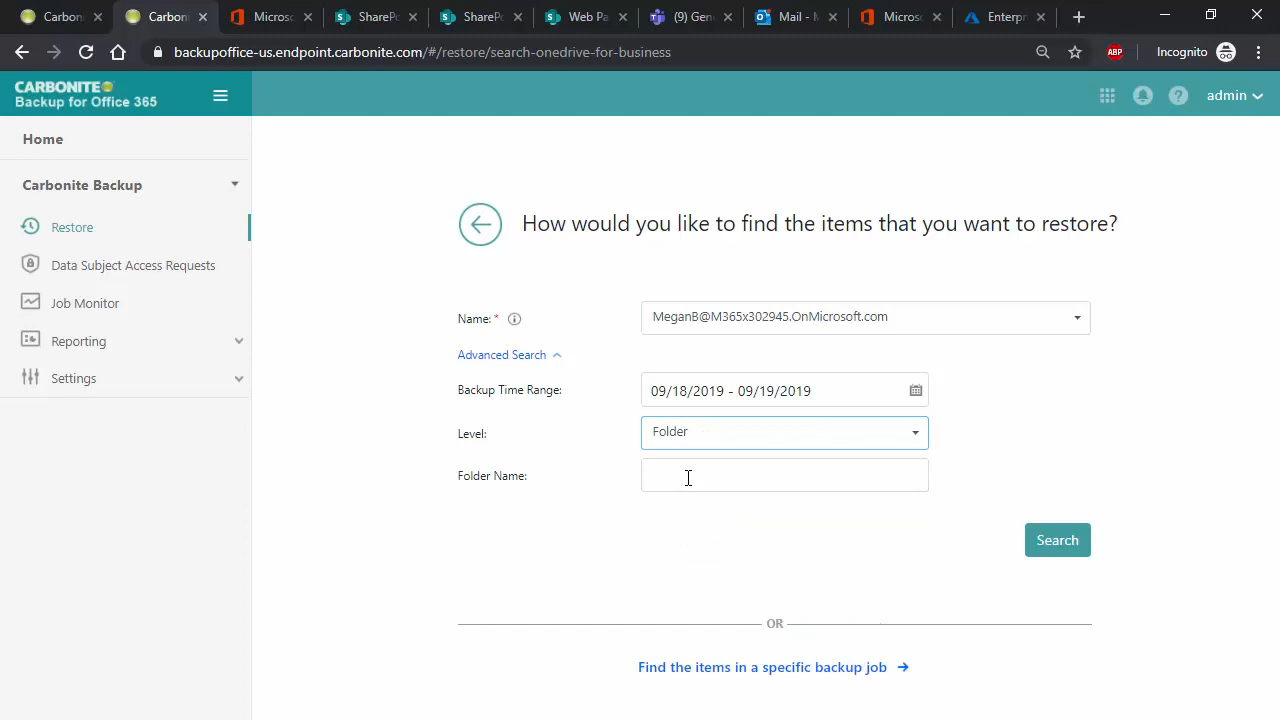 Carbon
Carbonite
Microso
SharePo
SharePo
Web Pa
(9) Gene
Mail - M
Microso
Enterpr
backupoffice-us.endpoint.carbonite.com/#/restore/search-onedrive-for-business
ABP
Incognito
CARBONITE
Backup for Office 365
admin
Home
Carbonite Backup
Restore
Data Subject Access Requests
Job Monitor
Reporting
Settings
How would you like to find the items that you want to restore?
Name: *
MeganB@M365x302945.OnMicrosoft.com
Advanced Search
Backup Time Range:
09/18/2019 - 09/19/2019
Level:
Folder
Folder Name:
Search
OR
Find the items in a specific backup job